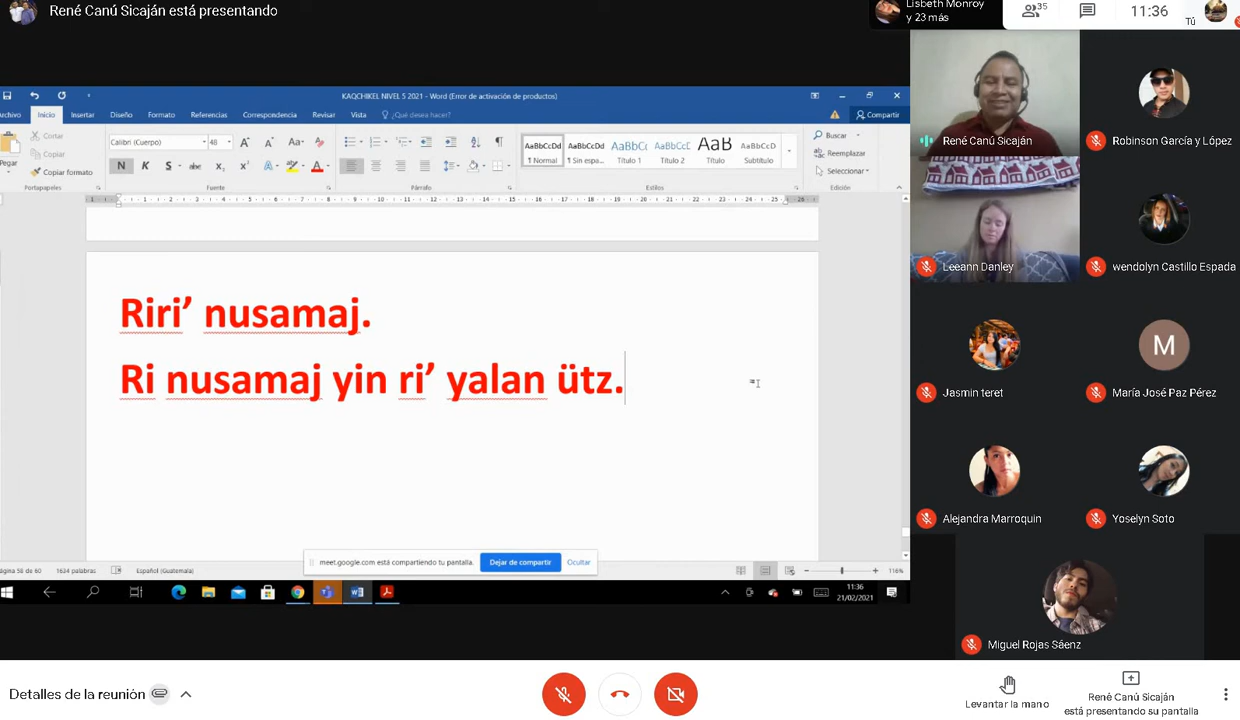 René Canú Sicaján está presentando
Lisbeth Monroy
y 23 más
35
11:36
Tú
KAQCHIKEL NIVEL 5 2021 - Word (Error de activación de productos)
Archivo Inicio Insertar Diseño Formato Referencias Correspondencia Revisar Vista ¿Qué desea hacer? Compartir
Pegar
Cortar
Copiar
Copiar formato
Portapapeles
Calibri (Cuerpo) 48
N K S
Fuente
Párrafo
AaBbCcDd AaBbCcDd AaBbCc AaBbCcC AaB AaBbCcD
1 Normal 1 Sin espa... Título 1 Título 2 Título Subtítulo
Estilos
Buscar
Reemplazar
Seleccionar
Edición
Riri’ nusamaj.
Ri nusamaj yin ri’ yalan ütz.
meet.google.com está compartiendo tu pantalla. Dejar de compartir Ocultar
Página 58 de 60 1634 palabras Español (Guatemala) 116%
11:36
21/02/2021
René Canú Sicaján
Robinson García y López
Leeann Danley
wendolyn Castillo Espada
Jasmin teret
M
María José Paz Pérez
Alejandra Marroquin
Yoselyn Soto
Miguel Rojas Sáenz
Detalles de la reunión
Levantar la mano
René Canú Sicaján
está presentando su pantalla